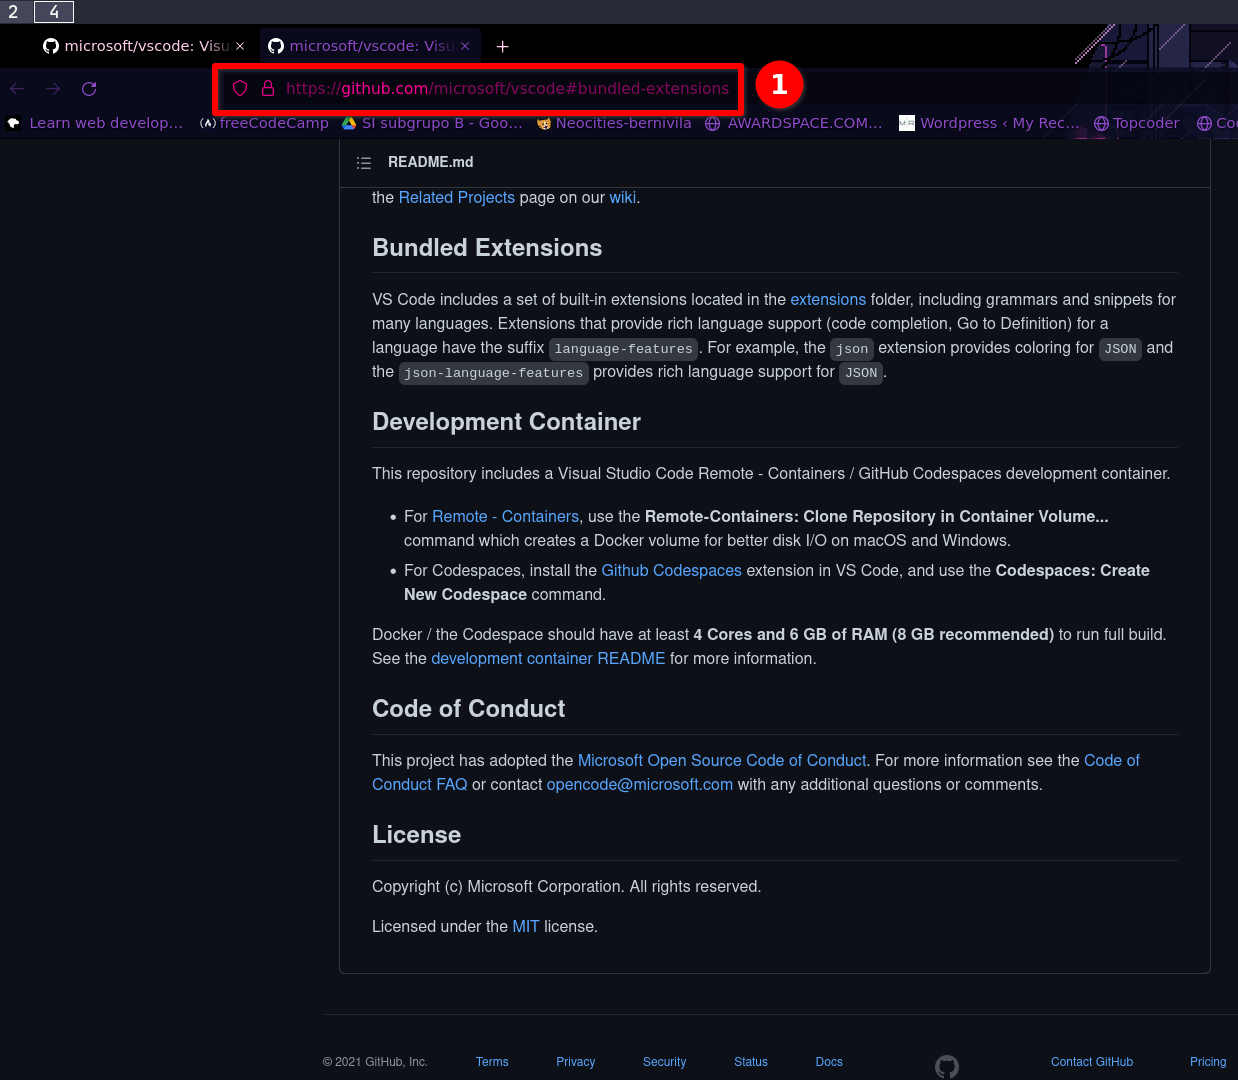 2 4
microsoft/vscode: Visu × microsoft/vscode: Visu × +
https://github.com/microsoft/vscode#bundled-extensions 1
Learn web develop… freeCodeCamp SI subgrupo B - Goo… Neocities-bernivila AWARDSPACE.COM… Wordpress ‹ My Rec… Topcoder Co
README.md
the Related Projects page on our wiki.
Bundled Extensions
VS Code includes a set of built-in extensions located in the extensions folder, including grammars and snippets for
many languages. Extensions that provide rich language support (code completion, Go to Definition) for a
language have the suffix language-features. For example, the json extension provides coloring for JSON and
the json-language-features provides rich language support for JSON.
Development Container
This repository includes a Visual Studio Code Remote - Containers / GitHub Codespaces development container.
• For Remote - Containers, use the Remote-Containers: Clone Repository in Container Volume...
command which creates a Docker volume for better disk I/O on macOS and Windows.
• For Codespaces, install the Github Codespaces extension in VS Code, and use the Codespaces: Create
New Codespace command.
Docker / the Codespace should have at least 4 Cores and 6 GB of RAM (8 GB recommended) to run full build.
See the development container README for more information.
Code of Conduct
This project has adopted the Microsoft Open Source Code of Conduct. For more information see the Code of
Conduct FAQ or contact opencode@microsoft.com with any additional questions or comments.
License
Copyright (c) Microsoft Corporation. All rights reserved.
Licensed under the MIT license.
© 2021 GitHub, Inc. Terms Privacy Security Status Docs Contact GitHub Pricing